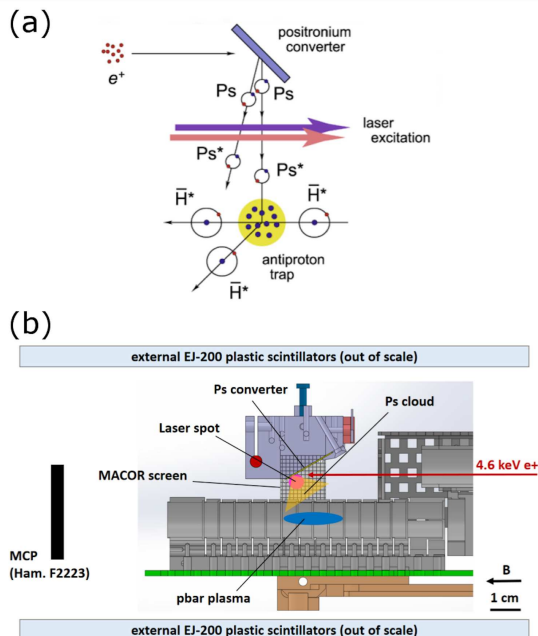 (a)
positronium
converter
e⁺
Ps
Ps
laser
excitation
Ps*
Ps*
H̅*
H̅*
antiproton
trap
H̅*
(b)
external EJ-200 plastic scintillators (out of scale)
Ps converter
Ps cloud
Laser spot
MACOR screen
4.6 keV e+
MCP
(Ham. F2223)
pbar plasma
B
1 cm
external EJ-200 plastic scintillators (out of scale)